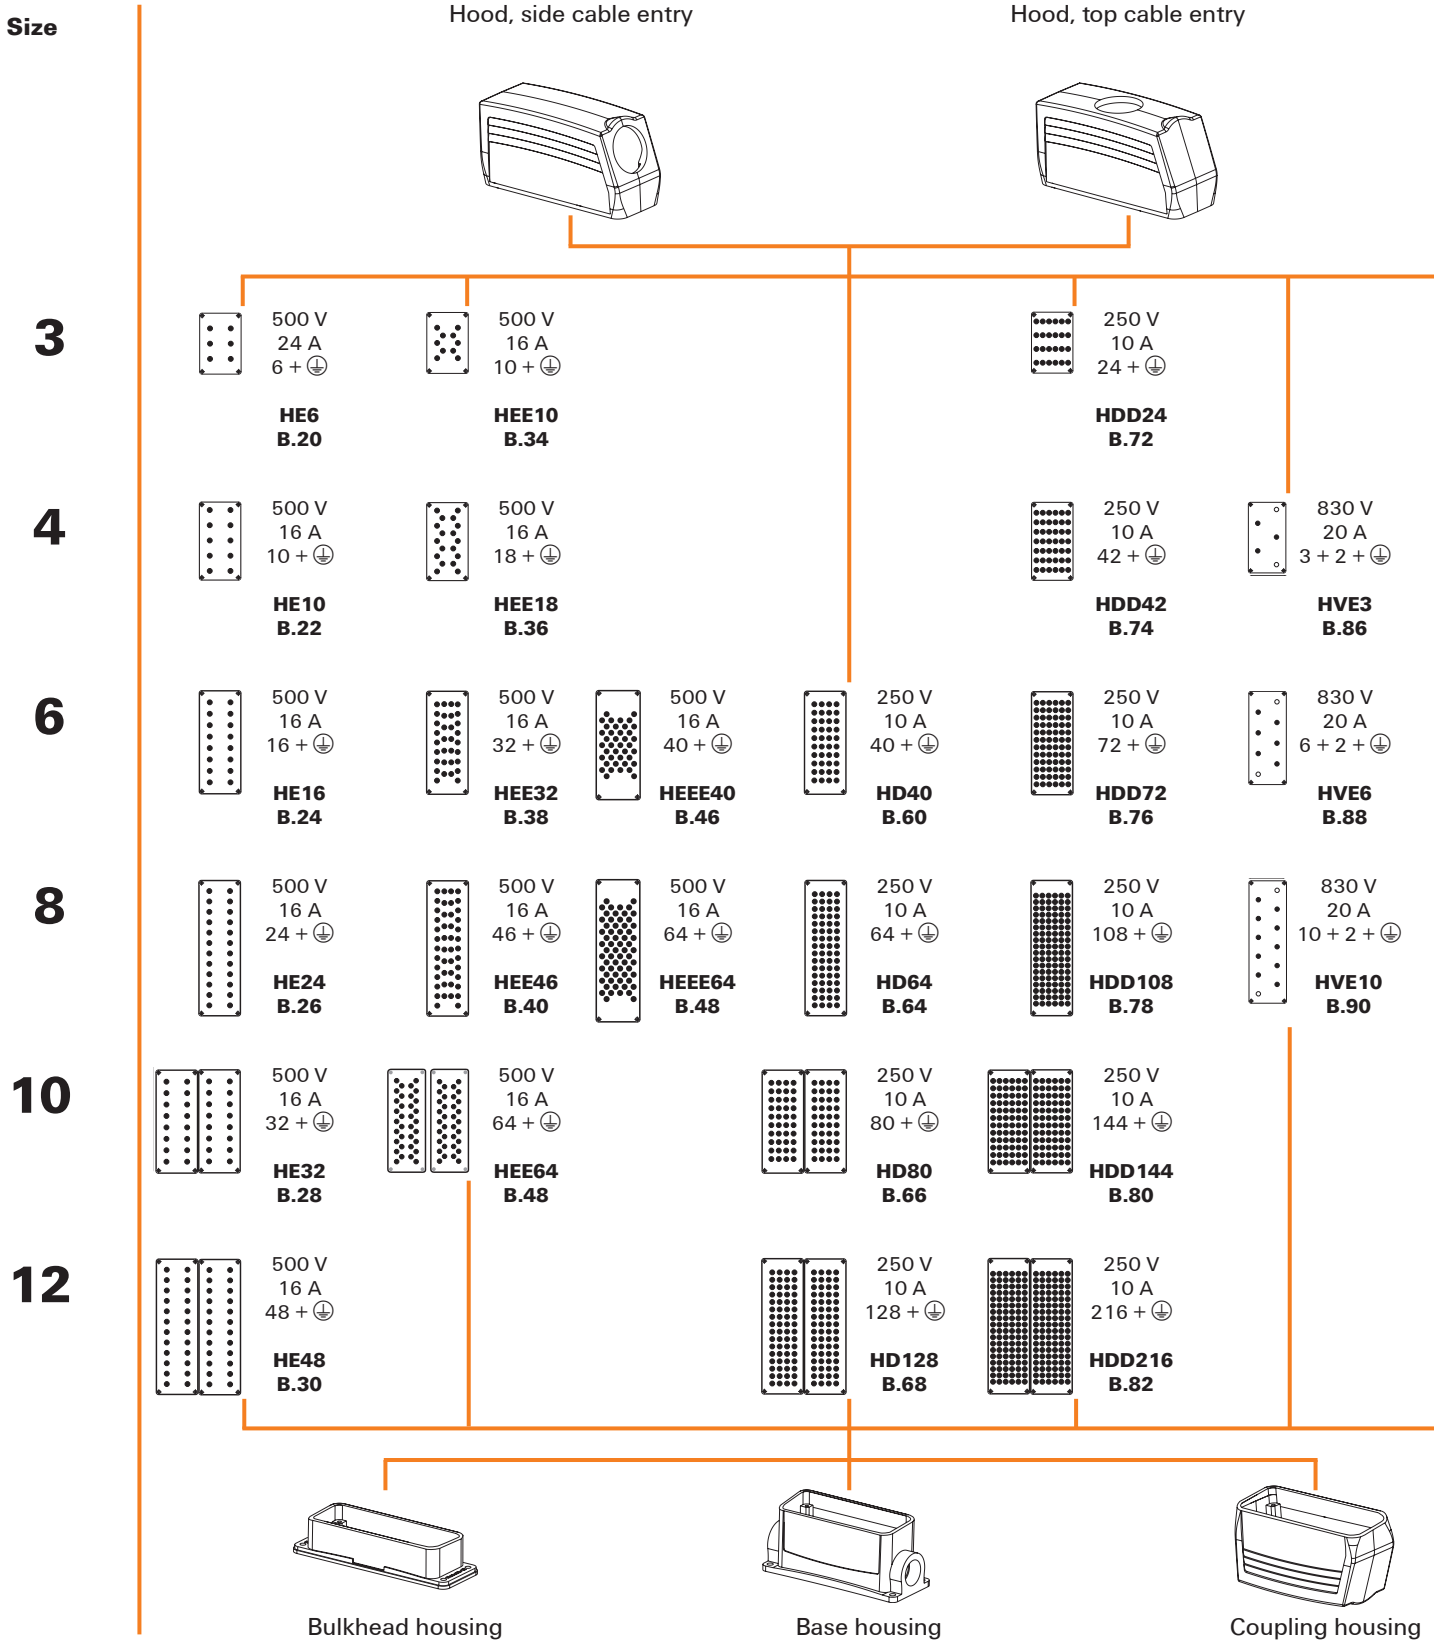 Size
Hood, side cable entry
Hood, top cable entry
3
500 V
24 A
6 + ⏚
HE6
B.20
500 V
16 A
10 + ⏚
HEE10
B.34
250 V
10 A
24 + ⏚
HDD24
B.72
4
500 V
16 A
10 + ⏚
HE10
B.22
500 V
16 A
18 + ⏚
HEE18
B.36
250 V
10 A
42 + ⏚
HDD42
B.74
830 V
20 A
3 + 2 + ⏚
HVE3
B.86
6
500 V
16 A
16 + ⏚
HE16
B.24
500 V
16 A
32 + ⏚
HEE32
B.38
500 V
16 A
40 + ⏚
HEEE40
B.46
250 V
10 A
40 + ⏚
HD40
B.60
250 V
10 A
72 + ⏚
HDD72
B.76
830 V
20 A
6 + 2 + ⏚
HVE6
B.88
8
500 V
16 A
24 + ⏚
HE24
B.26
500 V
16 A
46 + ⏚
HEE46
B.40
500 V
16 A
64 + ⏚
HEEE64
B.48
250 V
10 A
64 + ⏚
HD64
B.64
250 V
10 A
108 + ⏚
HDD108
B.78
830 V
20 A
10 + 2 + ⏚
HVE10
B.90
10
500 V
16 A
32 + ⏚
HE32
B.28
500 V
16 A
64 + ⏚
HEE64
B.48
250 V
10 A
80 + ⏚
HD80
B.66
250 V
10 A
144 + ⏚
HDD144
B.80
12
500 V
16 A
48 + ⏚
HE48
B.30
250 V
10 A
128 + ⏚
HD128
B.68
250 V
10 A
216 + ⏚
HDD216
B.82
Bulkhead housing
Base housing
Coupling housing